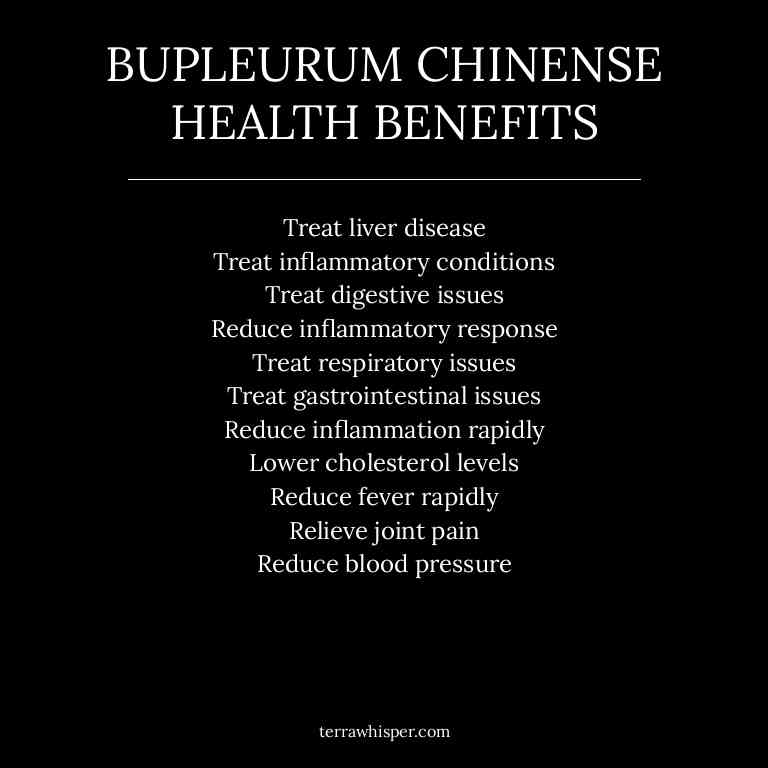 BUPLEURUM CHINENSE
HEALTH BENEFITS
Treat liver disease
Treat inflammatory conditions
Treat digestive issues
Reduce inflammatory response
Treat respiratory issues
Treat gastrointestinal issues
Reduce inflammation rapidly
Lower cholesterol levels
Reduce fever rapidly
Relieve joint pain
Reduce blood pressure
terrawhisper.com